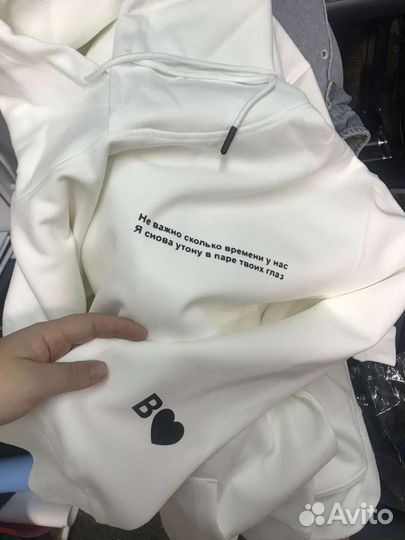 Не важно сколько времени у нас
Я снова утону в паре твоих глаз
B🖤
Avito